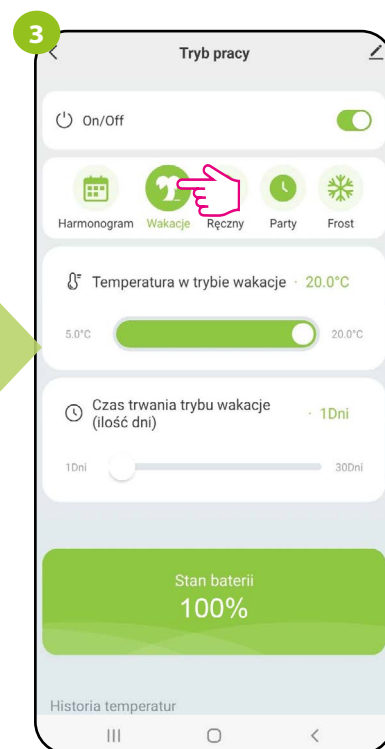 3
Tryb pracy
On/Off
Harmonogram Wakacje Ręczny Party Frost
Temperatura w trybie wakacje · 20.0°C
5.0°C 20.0°C
Czas trwania trybu wakacje
(ilość dni) · 1Dni
1Dni 30Dni
Stan baterii
100%
Historia temperatur